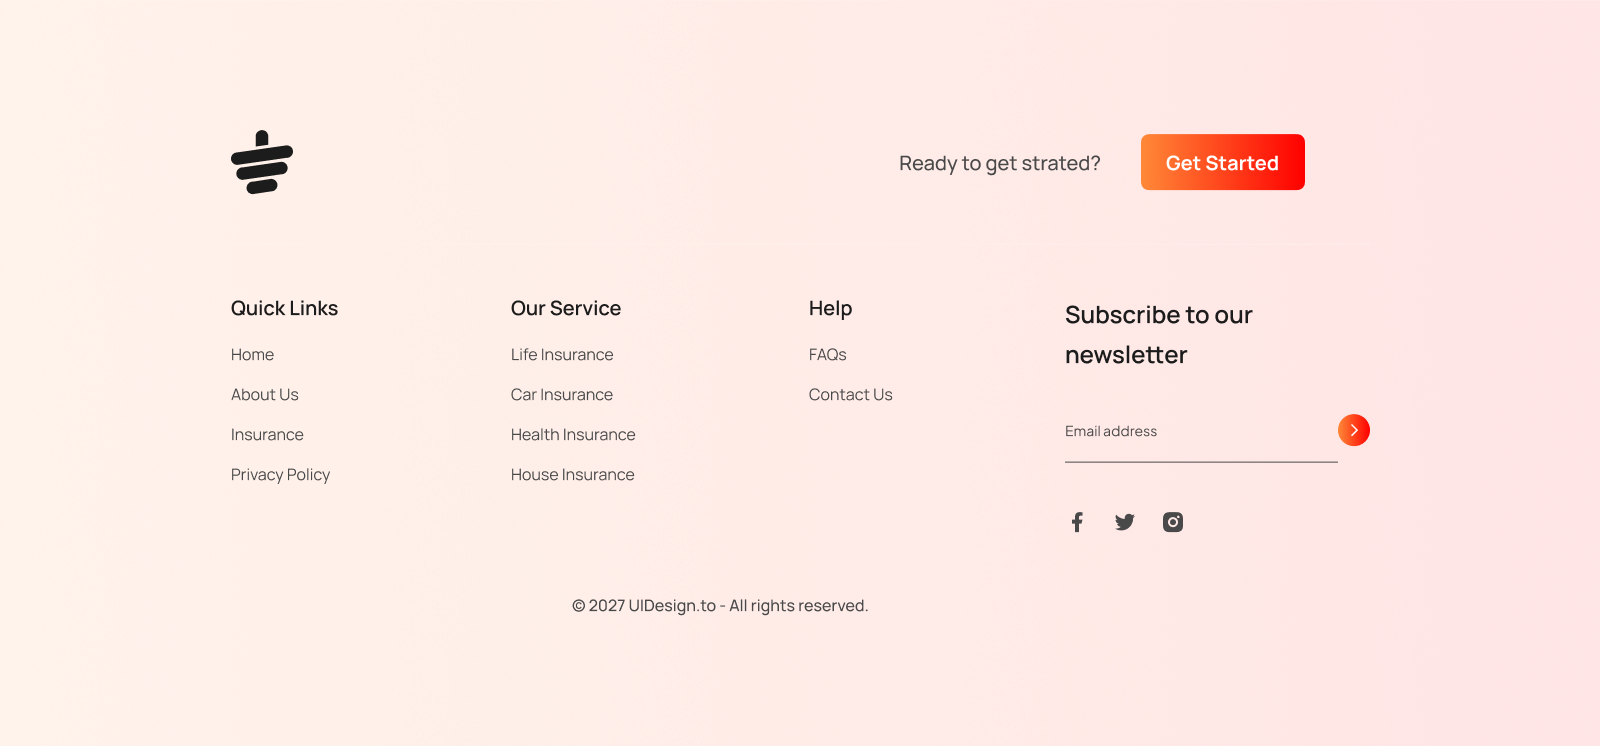 Ready to get strated?
Get Started
Quick Links
Home
About Us
Insurance
Privacy Policy
Our Service
Life Insurance
Car Insurance
Health Insurance
House Insurance
Help
FAQs
Contact Us
Subscribe to our
newsletter
Email address
© 2027 UIDesign.to - All rights reserved.